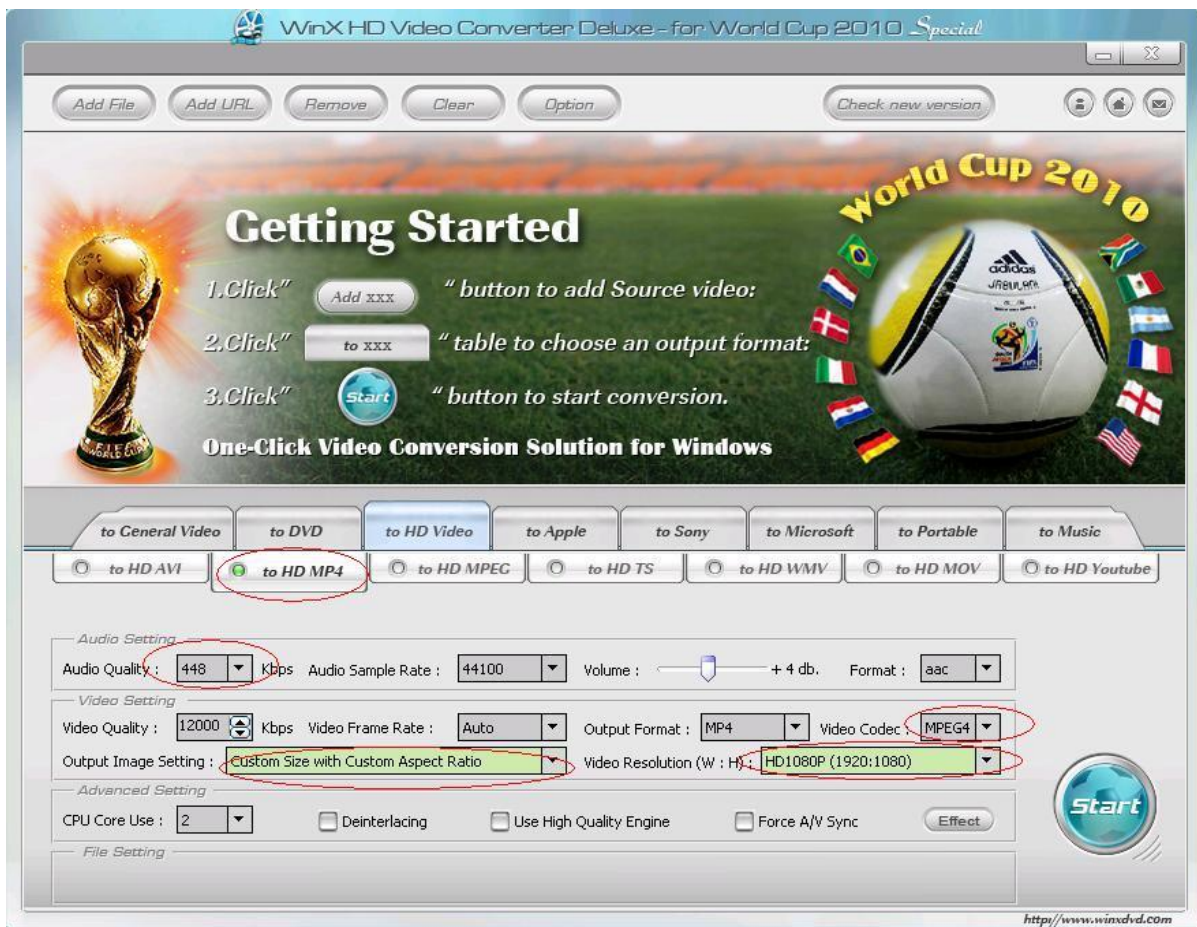 WinX HD Video Converter Deluxe - for World Cup 2010 Special
Add File Add URL Remove Clear Option Check new version
World Cup 2010
Getting Started
1.Click" Add xxx " button to add Source video:
2.Click" to xxx " table to choose an output format:
3.Click" Start " button to start conversion.
One-Click Video Conversion Solution for Windows
adidas
JABULANI
FIFA
WORLD CUP
to General Video to DVD to HD Video to Apple to Sony to Microsoft to Portable to Music
to HD AVI to HD MP4 to HD MPEG to HD TS to HD WMV to HD MOV to HD Youtube
Audio Setting
Audio Quality : 448 Kbps Audio Sample Rate : 44100 Volume : + 4 db. Format : aac
Video Setting
Video Quality : 12000 Kbps Video Frame Rate : Auto Output Format : MP4 Video Codec : MPEG4
Output Image Setting : Custom Size with Custom Aspect Ratio Video Resolution (W : H) : HD1080P (1920:1080)
Advanced Setting
CPU Core Use : 2 Deinterlacing Use High Quality Engine Force A/V Sync Effect
Start
File Setting
http://www.winxdvd.com